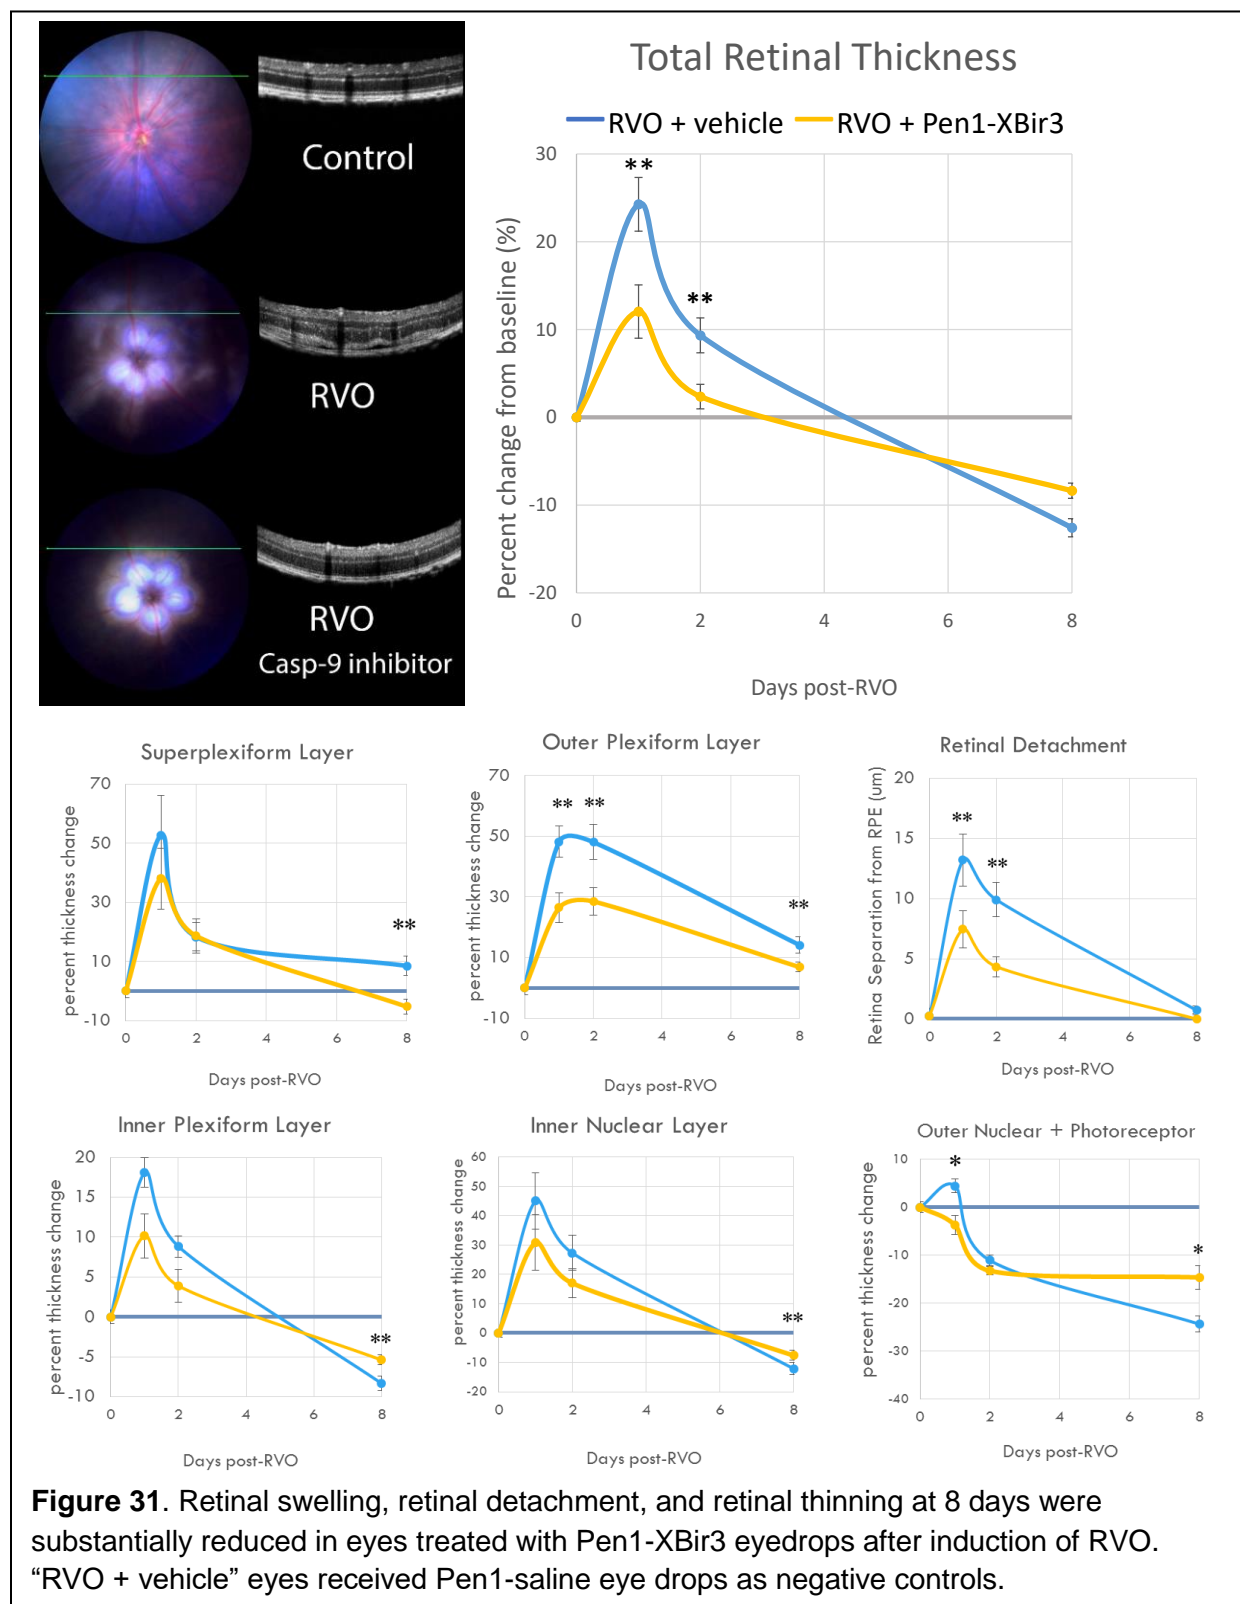 Control
RVO
RVO
Casp-9 inhibitor
Total Retinal Thickness
RVO + vehicle RVO + Pen1-XBir3
Percent change from baseline (%)
30
20
10
0
-10
-20
** **
0 2 4 6 8
Days post-RVO
Superplexiform Layer
percent thickness change
70
50
30
10
-10
**
0 2 4 6 8
Days post-RVO
Outer Plexiform Layer
percent thickness change
70
50
30
10
-10
** ** **
0 2 4 6 8
Days post-RVO
Retinal Detachment
Retina Separation from RPE (um)
20
15
10
5
0
** **
0 2 4 6 8
Days post-RVO
Inner Plexiform Layer
percent thickness change
20
15
10
5
0
-5
-10
**
0 2 4 6 8
Days post-RVO
Inner Nuclear Layer
percent thickness change
60
50
40
30
20
10
0
-10
-20
**
0 2 4 6 8
Days post-RVO
Outer Nuclear + Photoreceptor
percent thickness change
10
0
-10
-20
-30
-40
* *
0 2 4 6 8
Days post-RVO
Figure 31. Retinal swelling, retinal detachment, and retinal thinning at 8 days were
substantially reduced in eyes treated with Pen1-XBir3 eyedrops after induction of RVO.
“RVO + vehicle” eyes received Pen1-saline eye drops as negative controls.